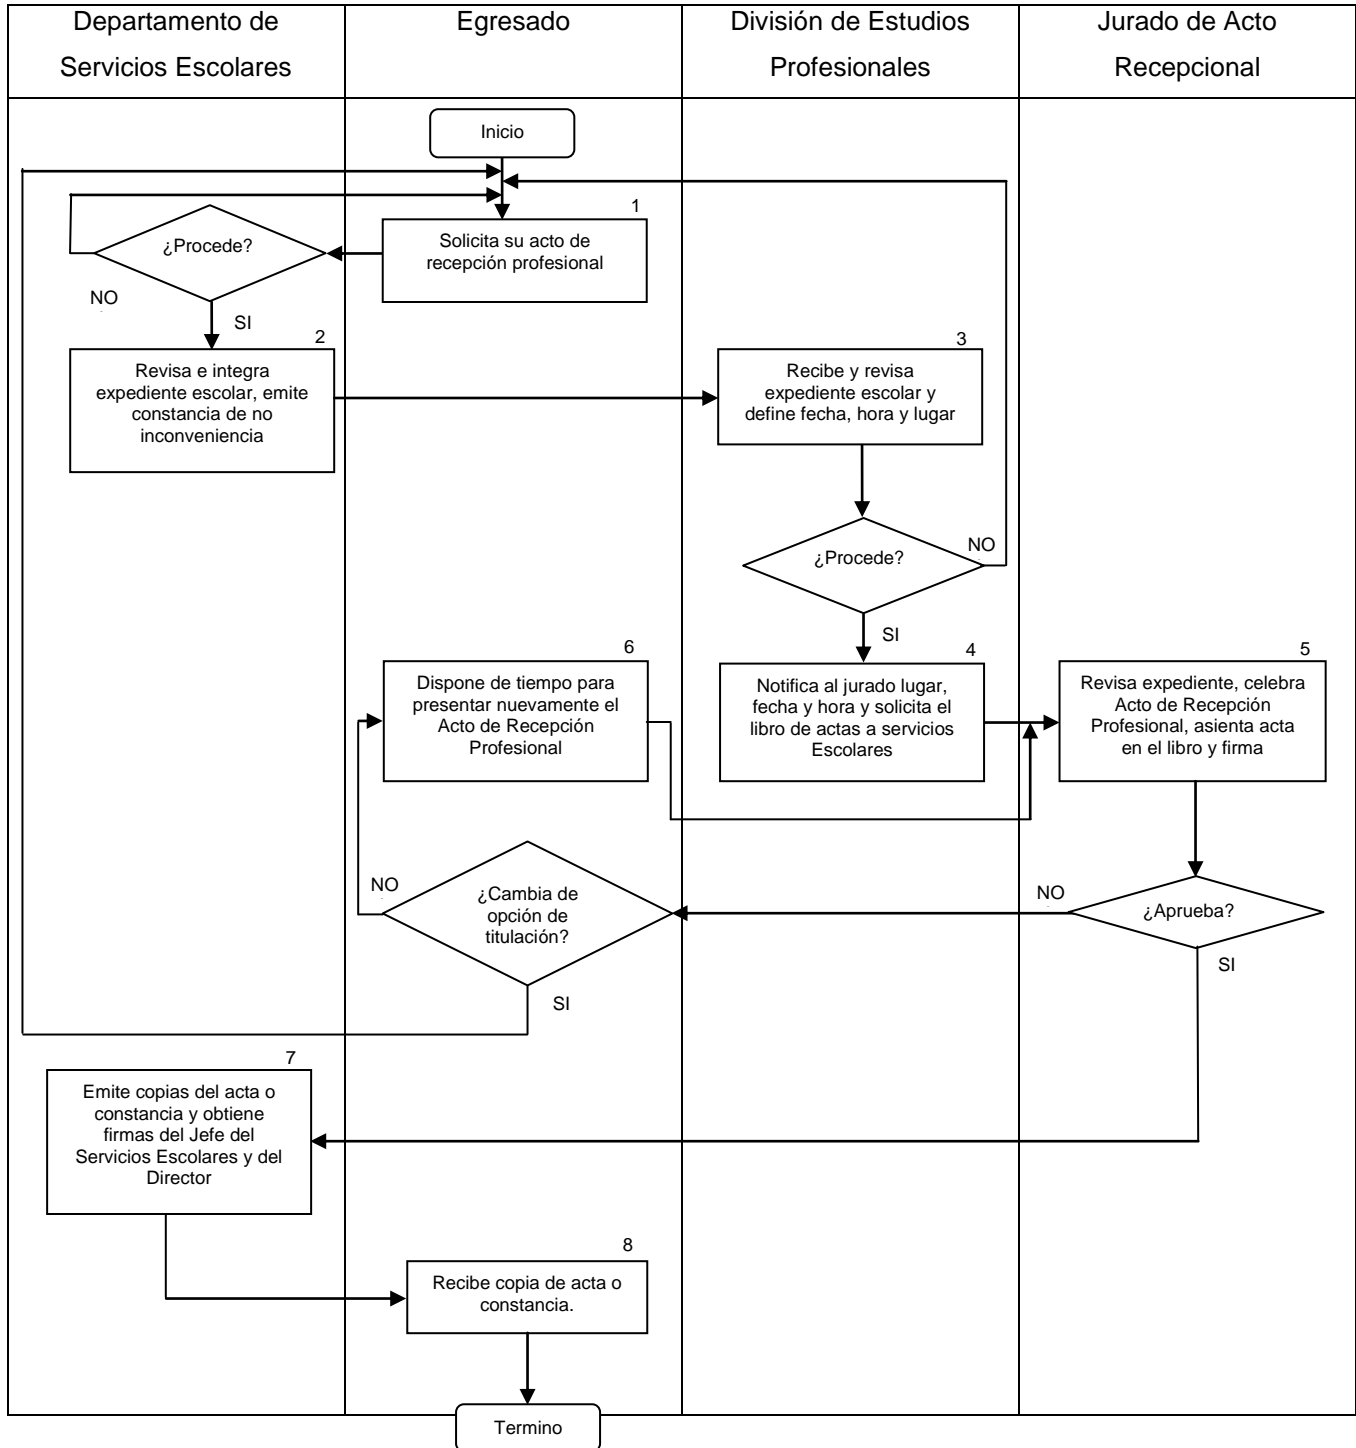 Departamento de
Servicios Escolares
Egresado
División de Estudios
Profesionales
Jurado de Acto
Recepcional
Inicio
1
Solicita su acto de
recepción profesional
¿Procede?
NO
SI
2
Revisa e integra
expediente escolar, emite
constancia de no
inconveniencia
3
Recibe y revisa
expediente escolar y
define fecha, hora y lugar
¿Procede?
NO
SI
4
Notifica al jurado lugar,
fecha y hora y solicita el
libro de actas a servicios
Escolares
5
Revisa expediente, celebra
Acto de Recepción
Profesional, asienta acta
en el libro y firma
6
Dispone de tiempo para
presentar nuevamente el
Acto de Recepción
Profesional
¿Aprueba?
NO
SI
¿Cambia de
opción de
titulación?
NO
SI
7
Emite copias del acta o
constancia y obtiene
firmas del Jefe del
Servicios Escolares y del
Director
8
Recibe copia de acta o
constancia.
Termino